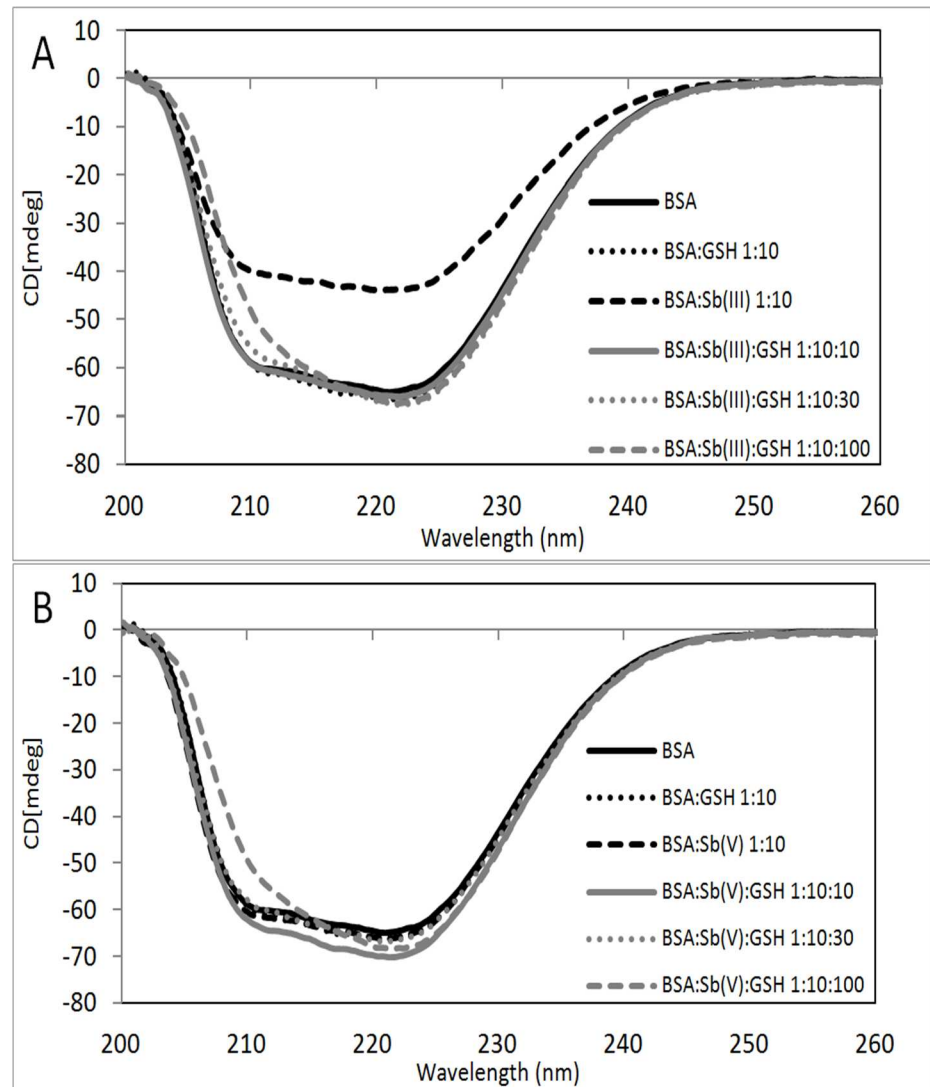 A
10
0
-10
-20
-30
-40
-50
-60
-70
-80
CD[mdeg]
200 210 220 230 240 250 260
Wavelength (nm)
BSA
BSA:GSH 1:10
BSA:Sb(III) 1:10
BSA:Sb(III):GSH 1:10:10
BSA:Sb(III):GSH 1:10:30
BSA:Sb(III):GSH 1:10:100
B
10
0
-10
-20
-30
-40
-50
-60
-70
-80
CD[mdeg]
200 210 220 230 240 250 260
Wavelength (nm)
BSA
BSA:GSH 1:10
BSA:Sb(V) 1:10
BSA:Sb(V):GSH 1:10:10
BSA:Sb(V):GSH 1:10:30
BSA:Sb(V):GSH 1:10:100